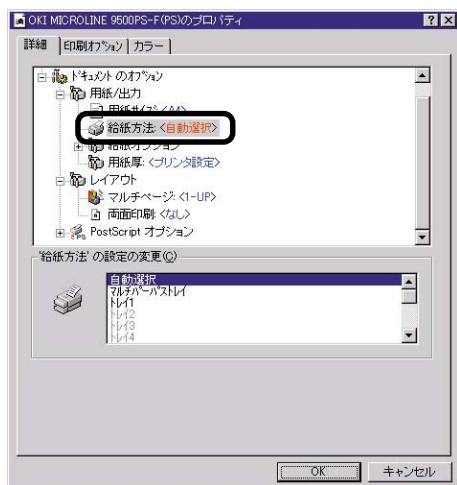 OKI MICROLINE 9500PS-F(PS)のプロパティ
詳細 印刷オプション カラー
ドキュメント のオプション
用紙/出力
用紙サイズ: <A4>
給紙方法: <自動選択>
給紙オプション
用紙厚: <プリンタ設定>
レイアウト
マルチページ: <1-UP>
両面印刷: <なし>
PostScript オプション
'給紙方法' の設定の変更(C)
自動選択
マルチパーパストレイ
トレイ1
トレイ2
トレイ3
トレイ4
OK キャンセル